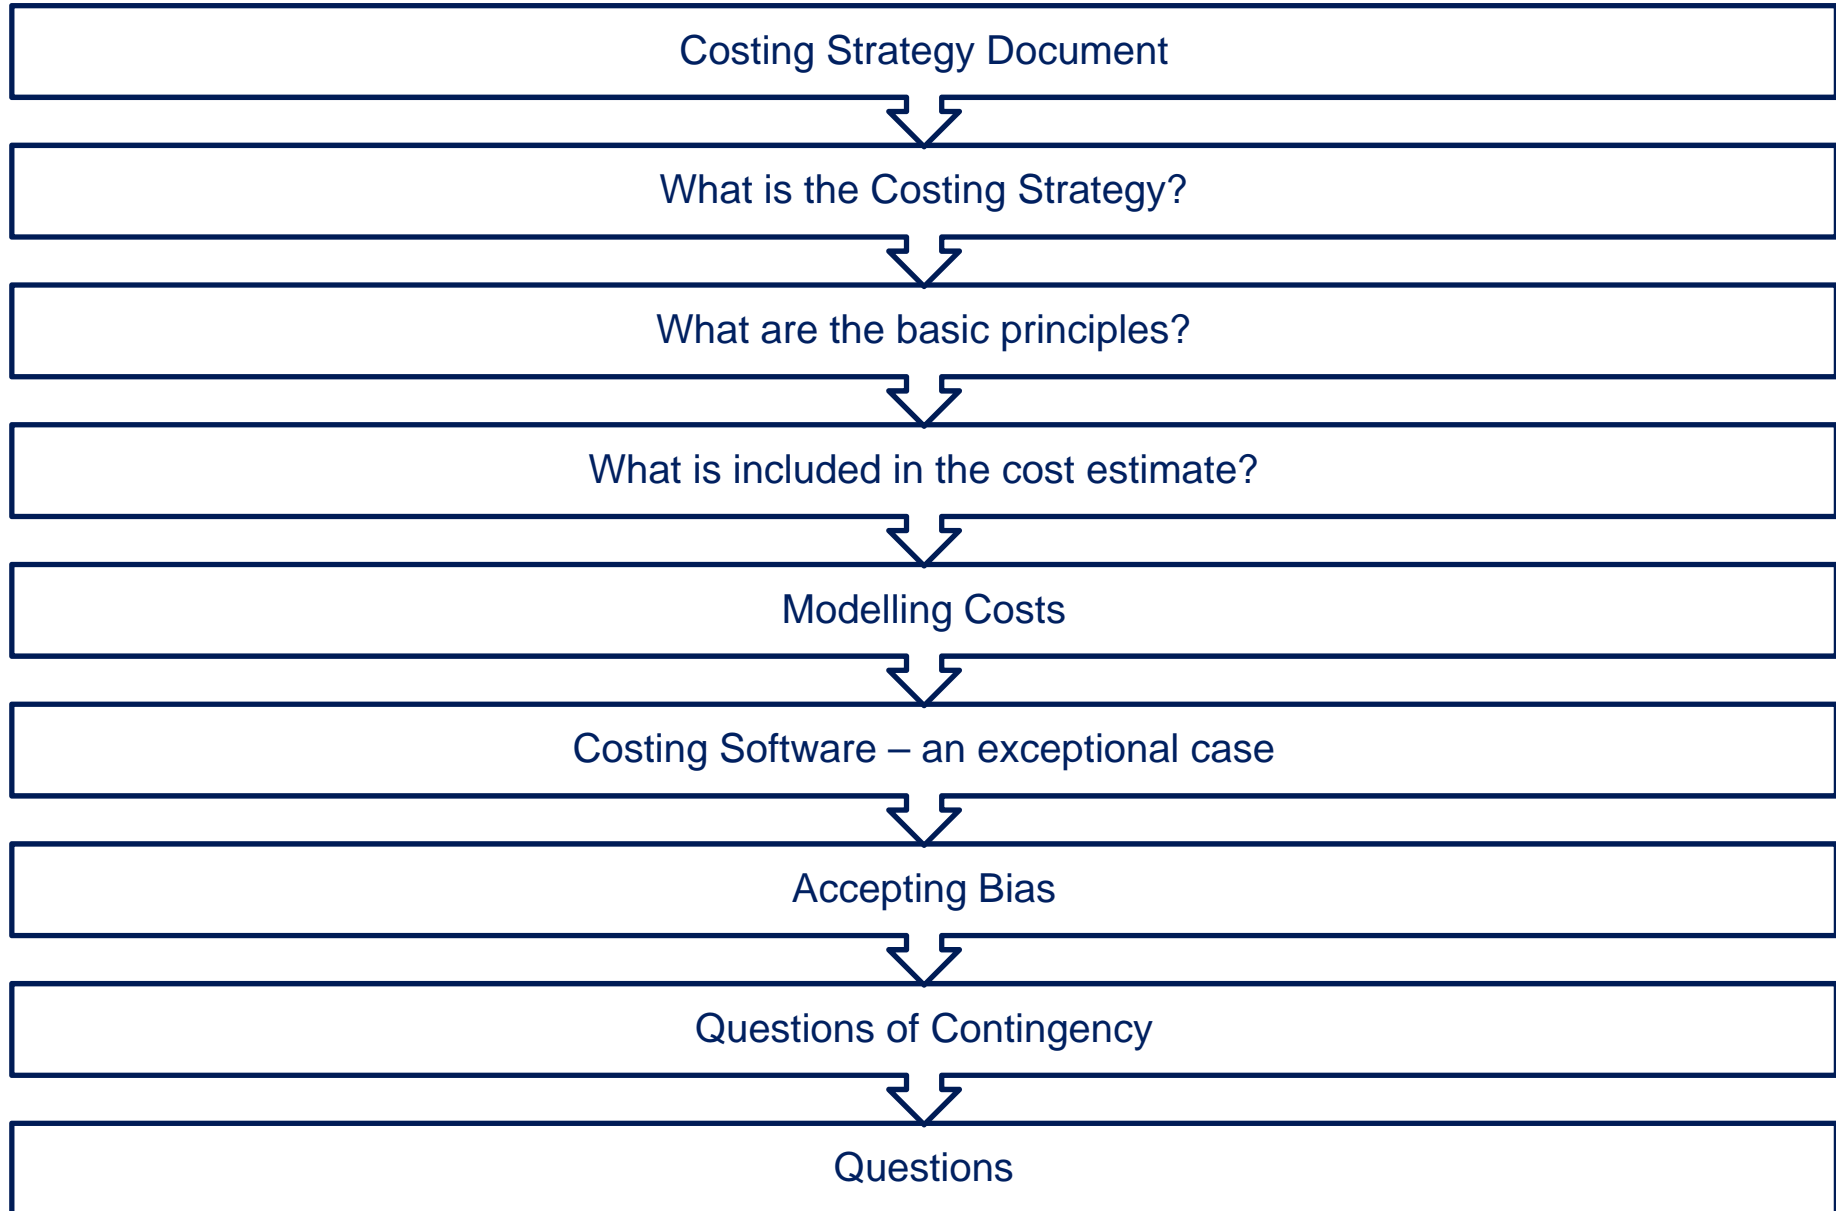 Costing Strategy Document
What is the Costing Strategy?
What are the basic principles?
What is included in the cost estimate?
Modelling Costs
Costing Software – an exceptional case
Accepting Bias
Questions of Contingency
Questions